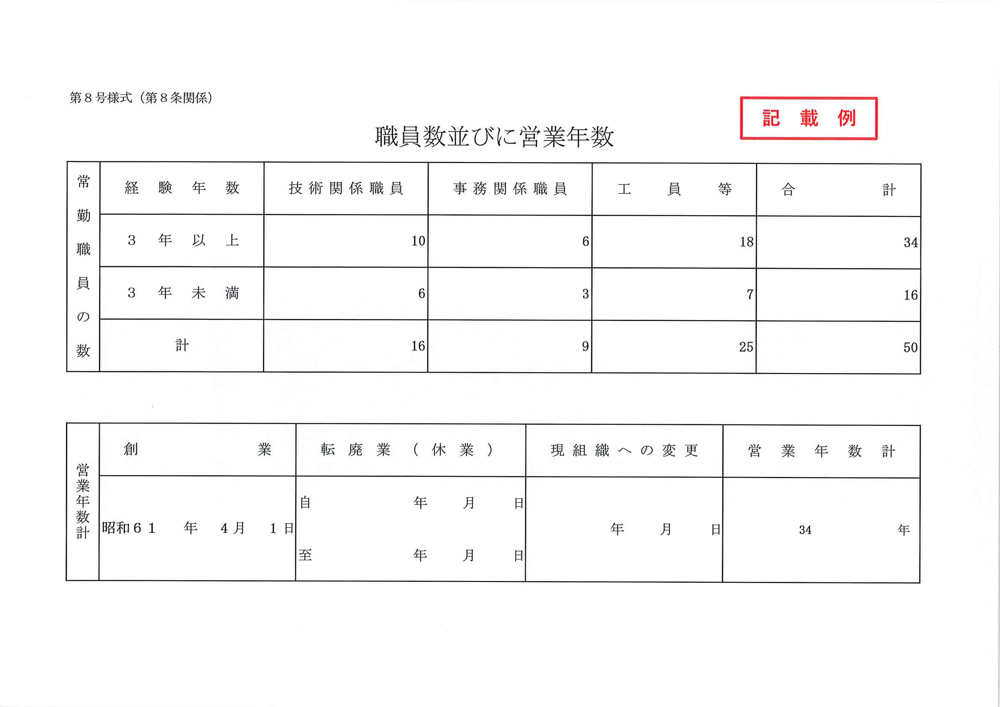 第８号様式（第８条関係）
記載例
職員数並びに営業年数
常勤職員の数
経験年数 技術関係職員 事務関係職員 工員等 合計
３年以上 10 6 18 34
３年未満 6 3 7 16
計 16 9 25 50
営業年数計
創業 転廃業（休業） 現組織への変更 営業年数計
自 年 月 日
昭和６１ 年 ４月 １日 年 月 日 34 年
至 年 月 日